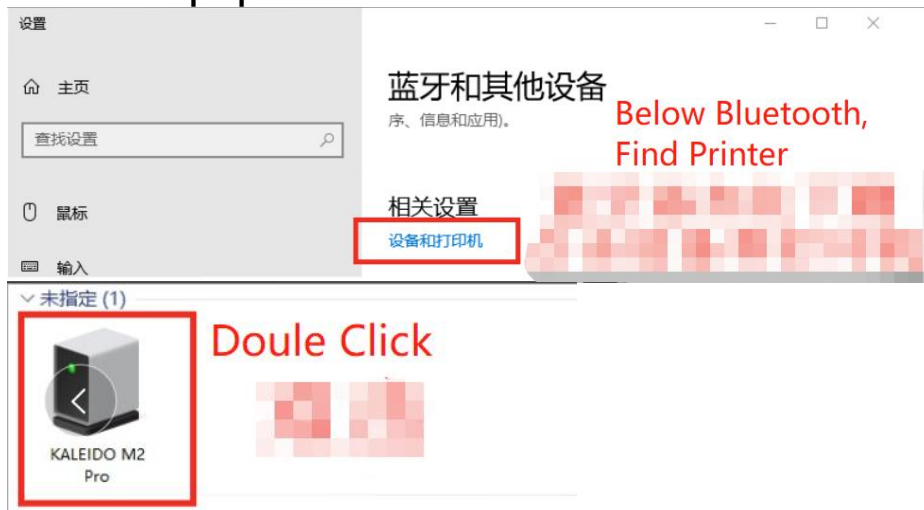 设置
主页
查找设置
鼠标
输入
蓝牙和其他设备
序、信息和应用)。
Below Bluetooth,
Find Printer
相关设置
设备和打印机
未指定 (1)
Doule Click
KALEIDO M2
Pro